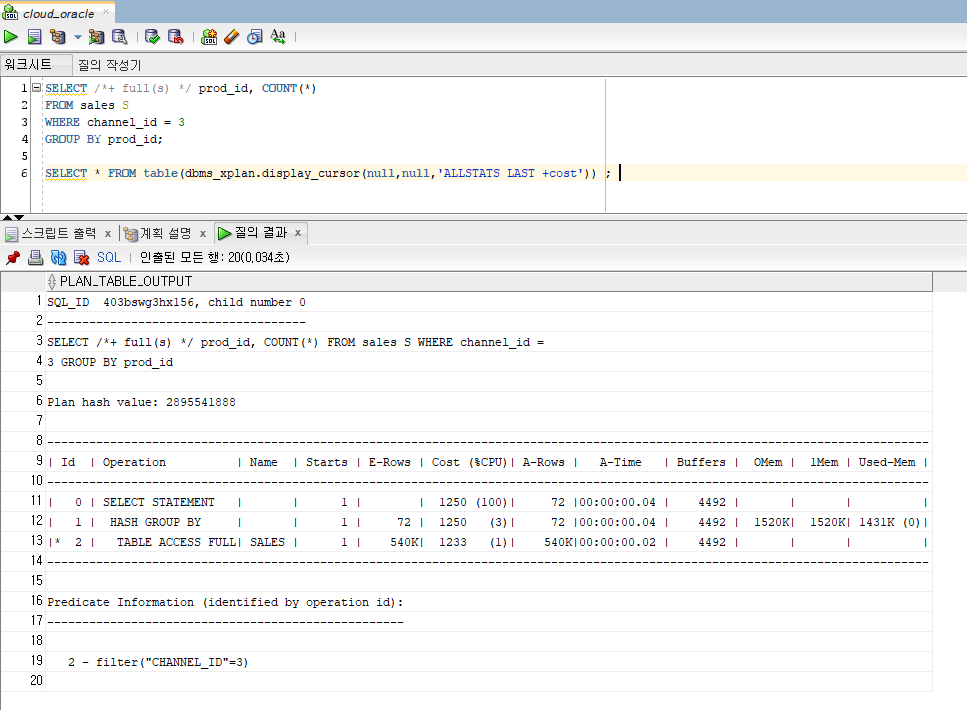 cloud_oracle
워크시트 질의 작성기
1 SELECT /*+ full(s) */ prod_id, COUNT(*)
2 FROM sales S
3 WHERE channel_id = 3
4 GROUP BY prod_id;
5
6 SELECT * FROM table(dbms_xplan.display_cursor(null,null,'ALLSTATS LAST +cost')) ;
스크립트 출력 x 계획 설명 x 질의 결과 x
SQL | 인출된 모든 행: 20(0,034초)
PLAN_TABLE_OUTPUT
1 SQL_ID  403bswg3hx156, child number 0
2 -------------------------------------
3 SELECT /*+ full(s) */ prod_id, COUNT(*) FROM sales S WHERE channel_id =
4 3 GROUP BY prod_id
5
6 Plan hash value: 2895541888
7
8 ------------------------------------------------------------------------------------------------------------------------------
9 | Id  | Operation          | Name  | Starts | E-Rows | Cost (%CPU)| A-Rows |   A-Time   | Buffers |  OMem |  1Mem | Used-Mem |
10 ------------------------------------------------------------------------------------------------------------------------------
11 |   0 | SELECT STATEMENT   |       |      1 |        |  1250 (100)|     72 |00:00:00.04 |    4492 |       |       |          |
12 |   1 |  HASH GROUP BY     |       |      1 |     72 |  1250   (3)|     72 |00:00:00.04 |    4492 |  1520K|  1520K| 1431K (0)|
13 |*  2 |   TABLE ACCESS FULL| SALES |      1 |    540K|  1233   (1)|    540K|00:00:00.02 |    4492 |       |       |          |
14 ------------------------------------------------------------------------------------------------------------------------------
15
16 Predicate Information (identified by operation id):
17 ---------------------------------------------------
18
19    2 - filter("CHANNEL_ID"=3)
20